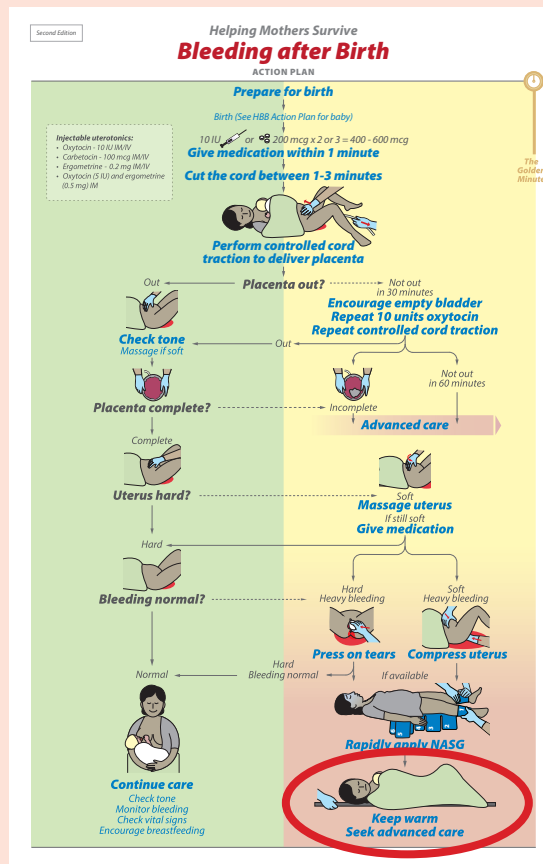 Second Edition
Helping Mothers Survive
Bleeding after Birth
ACTION PLAN
Prepare for birth
Birth (See HBB Action Plan for baby)
Injectable uterotonics:
• Oxytocin - 10 IU IM/IV
• Carbetocin - 100 mcg IM/IV
• Ergometrine – 0.2 mg IM/IV
• Oxytocin (5 IU) and ergometrine
(0.5 mg) IM
10 IU or 200 mcg x 2 or 3 = 400 - 600 mcg
Give medication within 1 minute
The
Golden
Minute
Cut the cord between 1-3 minutes
Perform controlled cord
traction to deliver placenta
Out
Placenta out?
Not out
in 30 minutes
Encourage empty bladder
Repeat 10 units oxytocin
Repeat controlled cord traction
Check tone
Massage if soft
Out
Not out
in 60 minutes
Placenta complete?
Incomplete
Advanced care
Complete
Uterus hard?
Soft
Massage uterus
If still soft
Give medication
Hard
Bleeding normal?
Hard
Heavy bleeding
Soft
Heavy bleeding
Press on tears
Compress uterus
Normal
Hard
Bleeding normal
If available
5
4
3
2
Rapidly apply NASG
Continue care
Check tone
Monitor bleeding
Check vital signs
Encourage breastfeeding
Keep warm
Seek advanced care